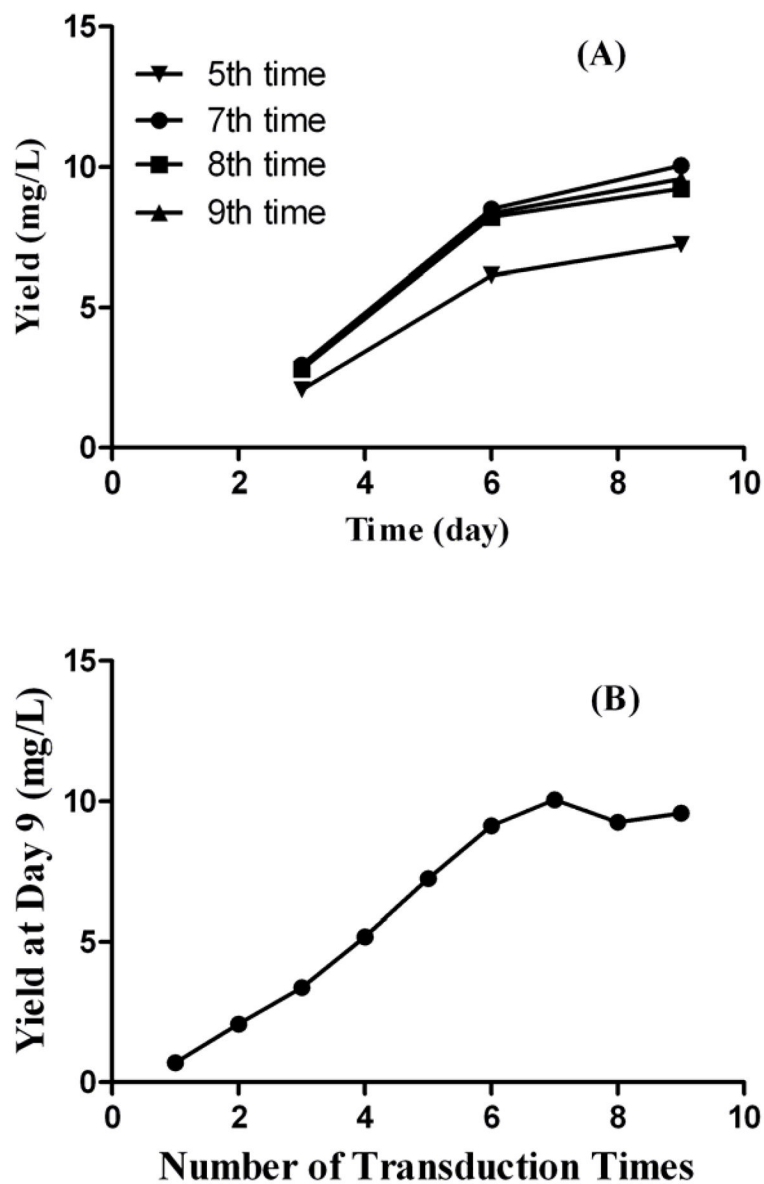 (A)
5th time
7th time
8th time
9th time
Yield (mg/L)
15
10
5
0
0 2 4 6 8 10
Time (day)
(B)
Yield at Day 9 (mg/L)
15
10
5
0
0 2 4 6 8 10
Number of Transduction Times